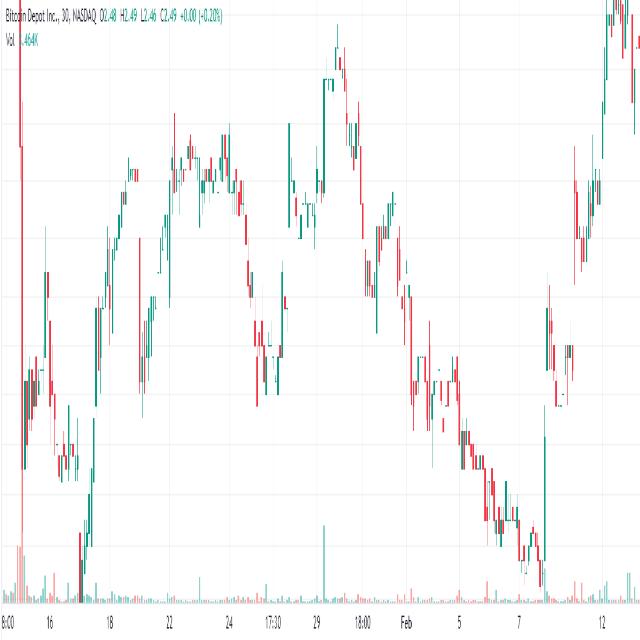 Bitcoin Depot Inc., 30, NASDAQ O2.48 H2.49 L2.46 C2.49 +0.00 (+0.20%)
Vol .464K
8:00 16 18 22 24 17:30 29 18:00 Feb 5 7 12